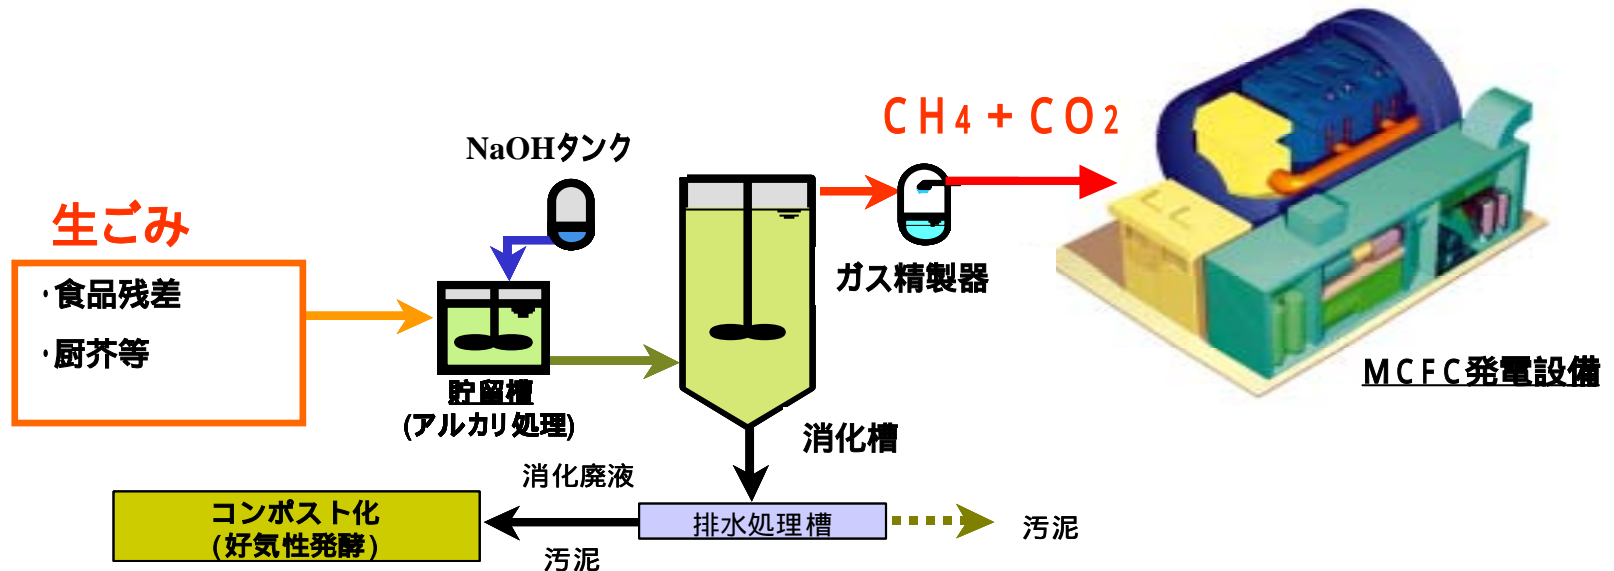 CH4+CO2
NaOHタンク
生ごみ
・食品残差
・厨芥等
ガス精製器
MCFC発電設備
貯留槽
(アルカリ処理)
消化槽
消化廃液
コンポスト化
(好気性発酵)
排水処理槽
汚泥
汚泥